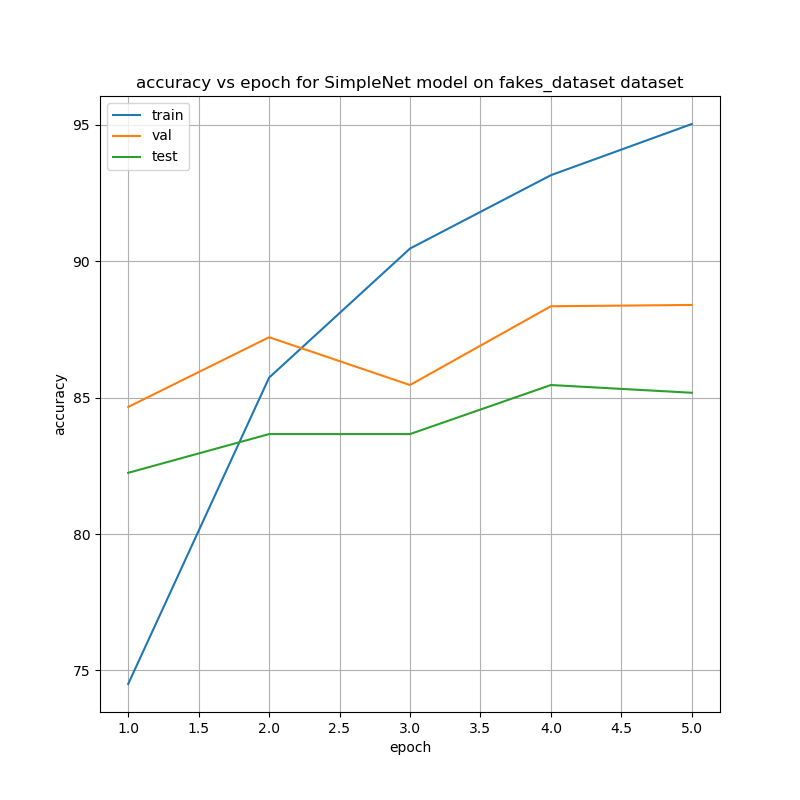 accuracy vs epoch for SimpleNet model on fakes_dataset dataset
train
val
test
95
90
85
80
75
accuracy
1.0 1.5 2.0 2.5 3.0 3.5 4.0 4.5 5.0
epoch